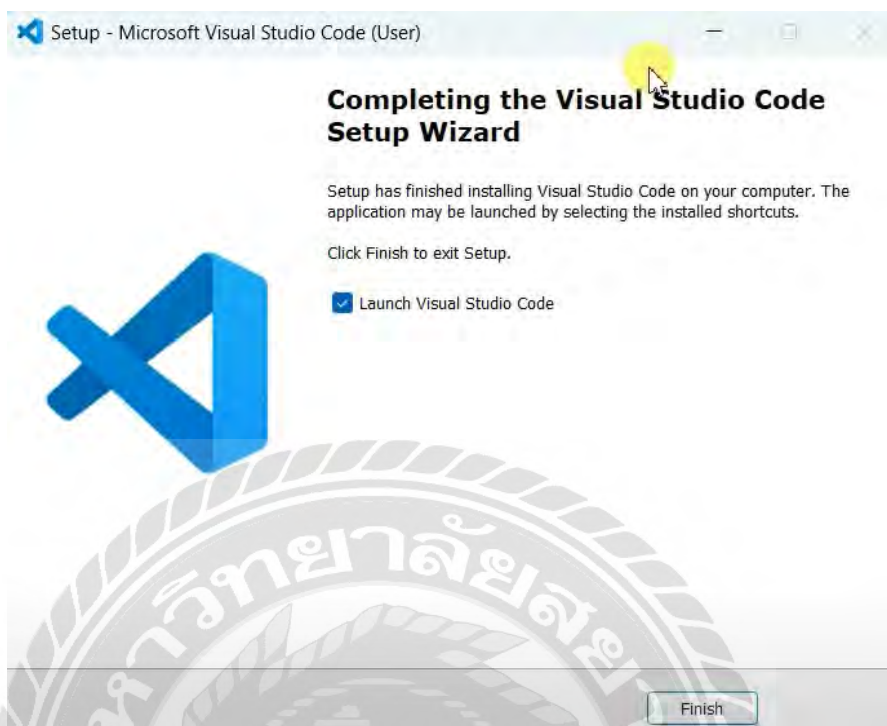 Setup - Microsoft Visual Studio Code (User)
Completing the Visual Studio Code
Setup Wizard
Setup has finished installing Visual Studio Code on your computer. The
application may be launched by selecting the installed shortcuts.
Click Finish to exit Setup.
Launch Visual Studio Code
Finish